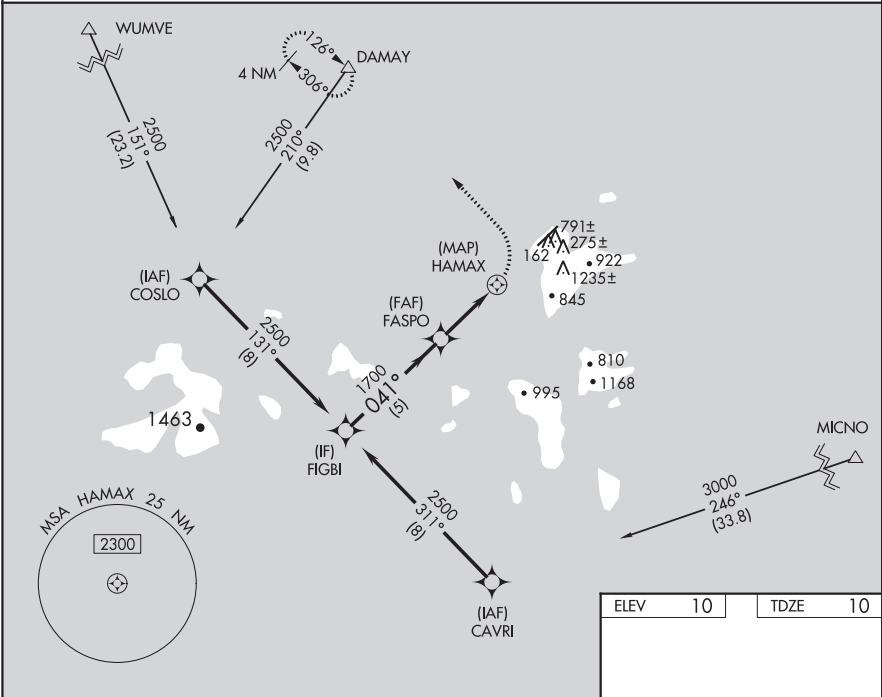 WUMVE
126°
DAMAY
4 NM
306°
2500
151°
(23.2)
2500
210°
(9.8)
(IAF)
COSLO
(MAP)
HAMAX
791±
162
275±
922
1235±
845
(FAF)
FASPO
2500
131°
(8)
1700
041°
(5)
810
1168
995
1463
(IF)
FIGBI
MICNO
3000
246°
(33.8)
2500
311°
(8)
MSA HAMAX 25 NM
2300
(IAF)
CAVRI
ELEV 10
TDZE 10